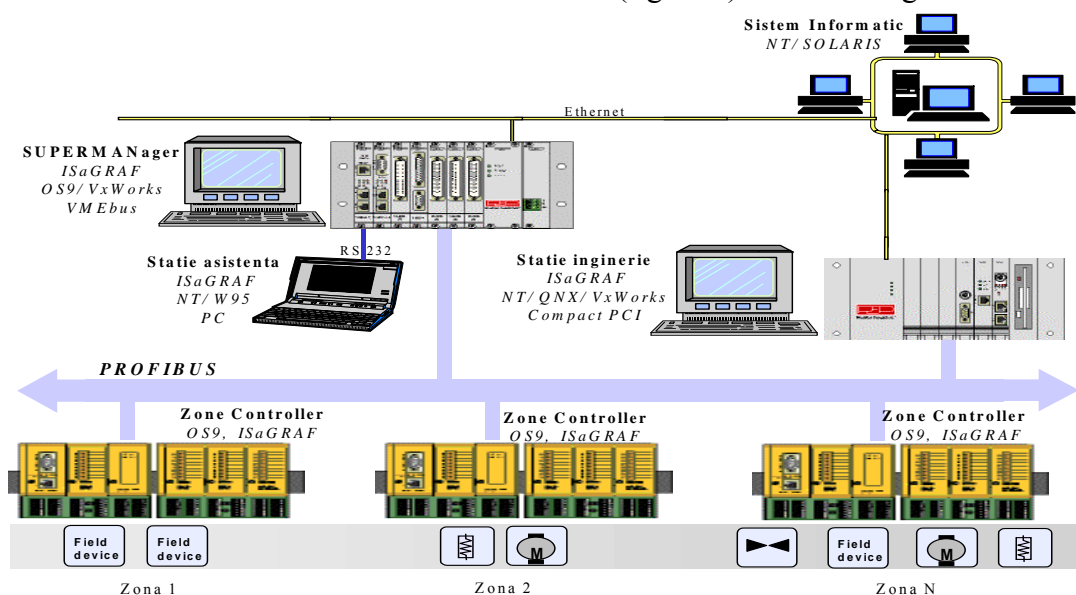 Sistem Informatic
NT/SOLARIS
Ethernet
SUPERMANager
ISaGRAF
OS9/VxWorks
VMEbus
RS 232
Statie asistenta
ISaGRAF
NT/W95
PC
Statie inginerie
ISaGRAF
NT/QNX/VxWorks
Compact PCI
PROFIBUS
Zone Controller
OS9, ISaGRAF
Zone Controller
OS9, ISaGRAF
Zone Controller
OS9, ISaGRAF
Field
device
Field
device
M
Field
device
M
Zona 1
Zona 2
Zona N